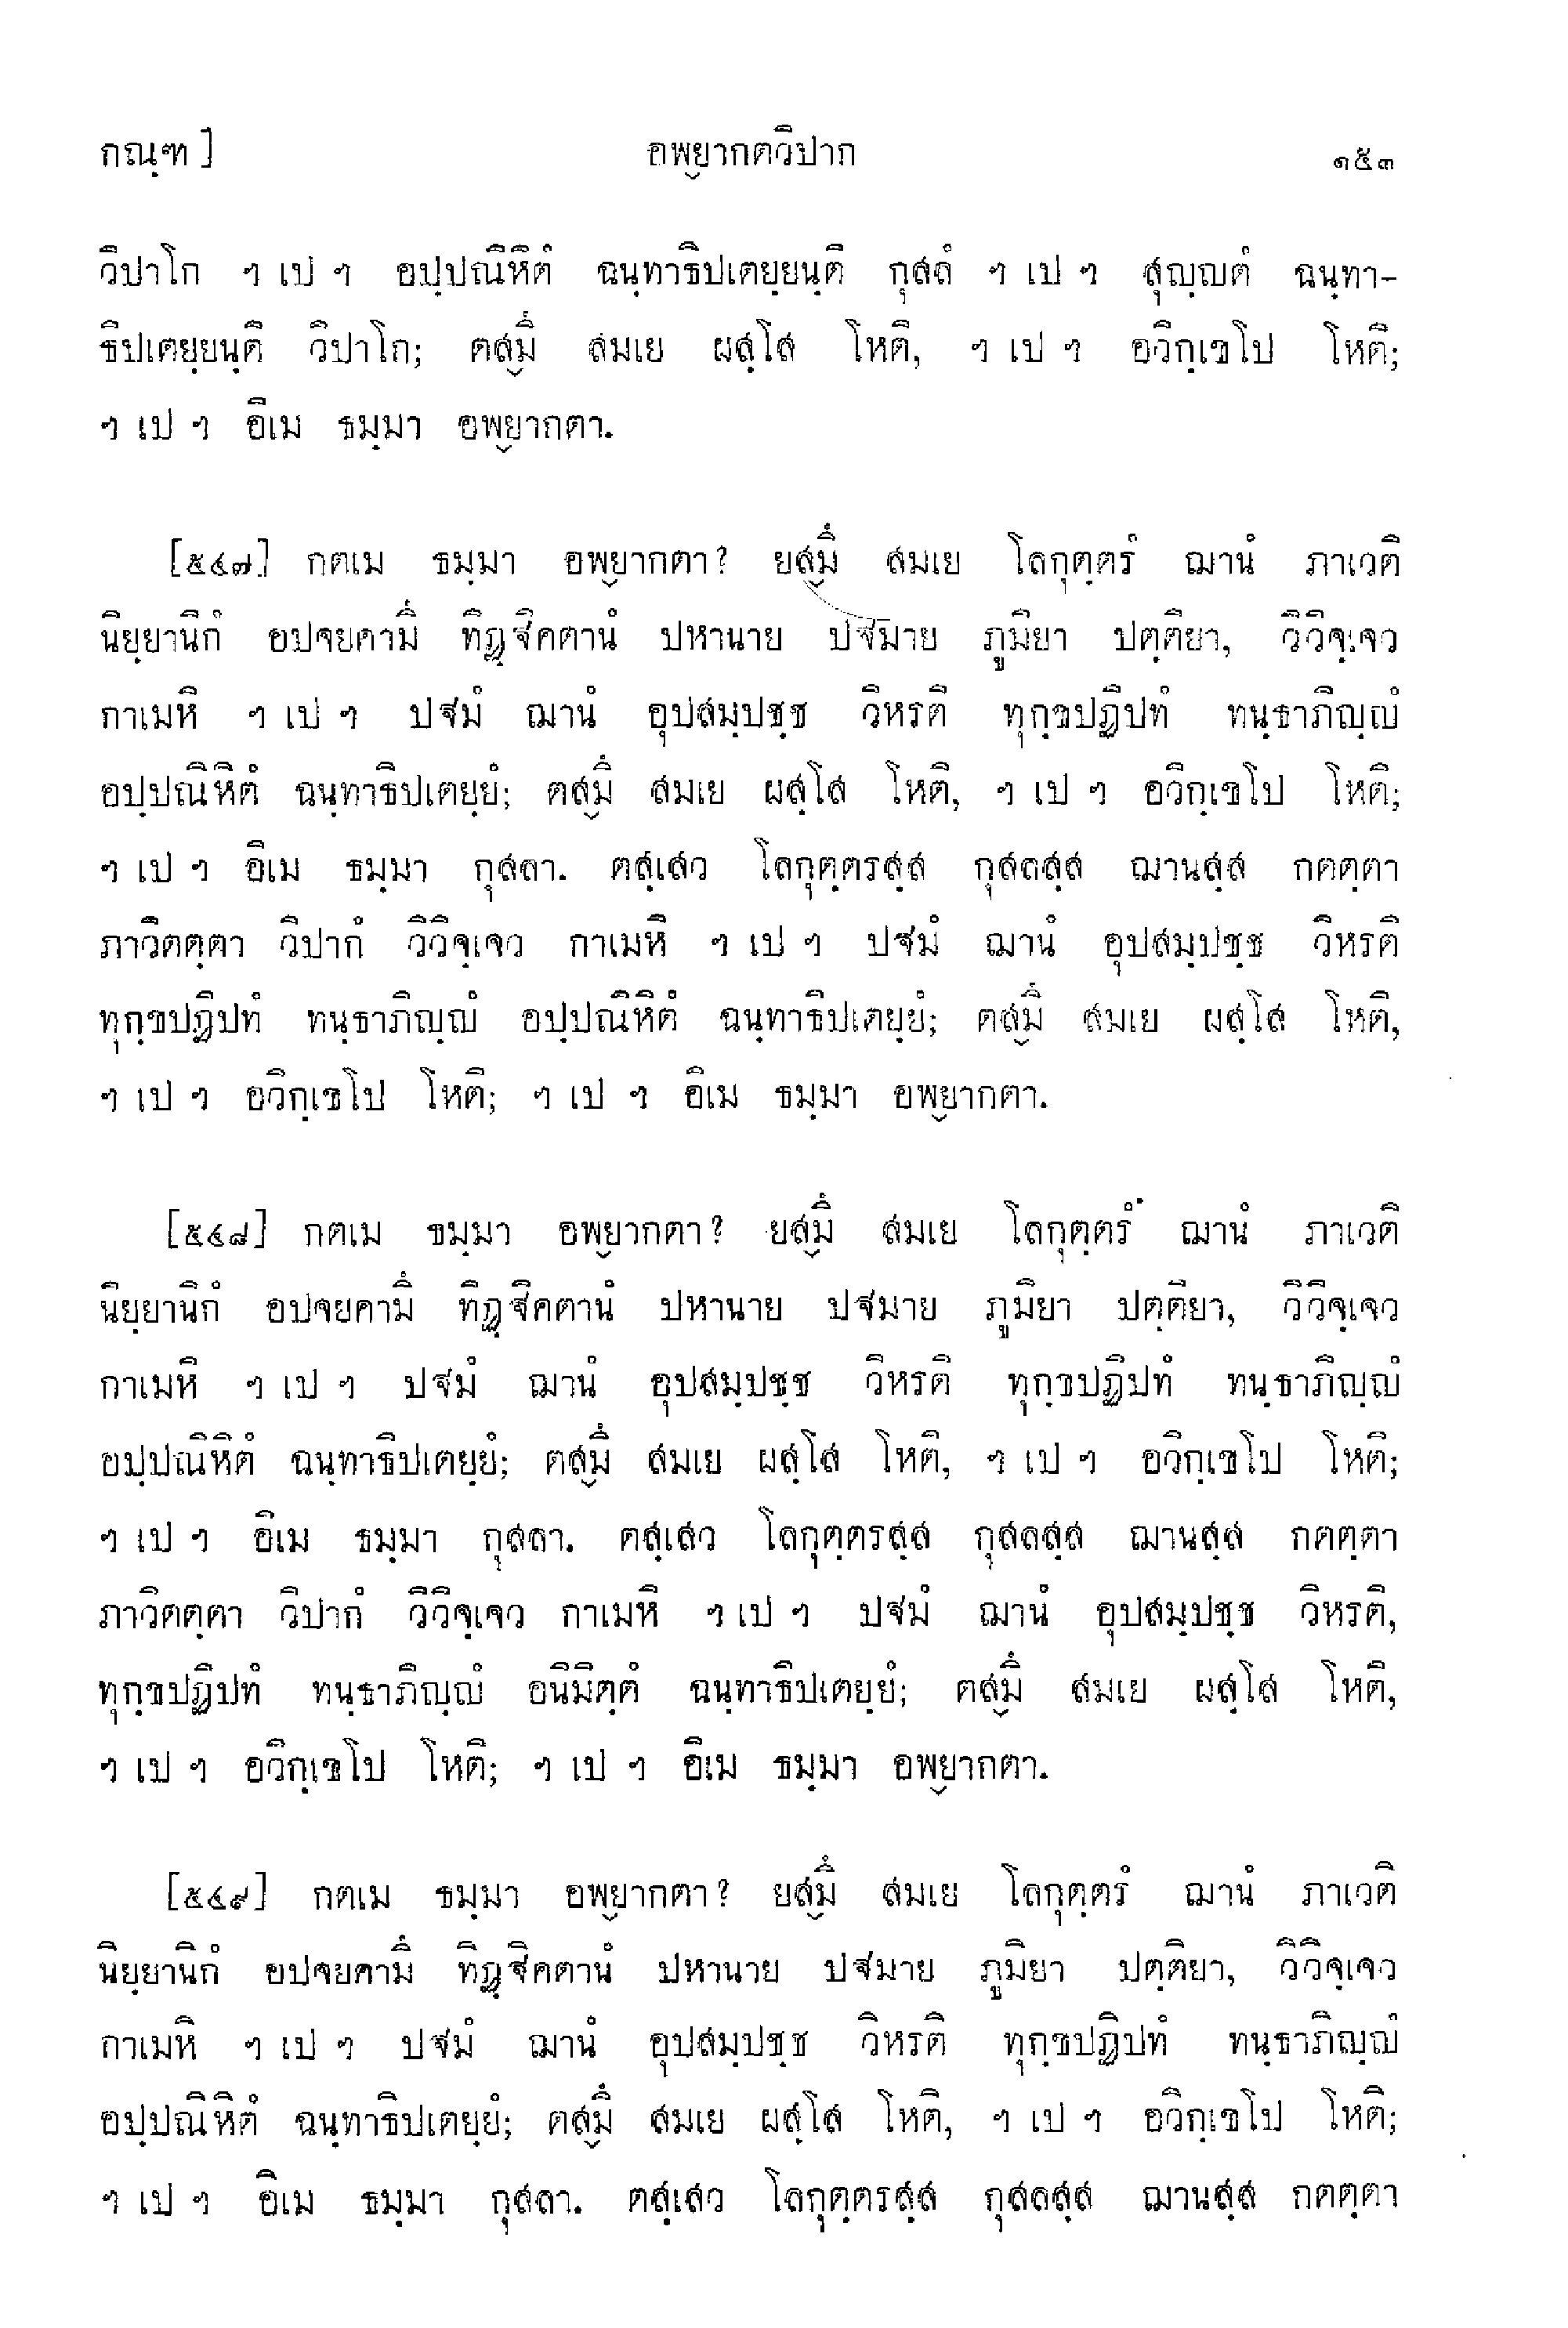 กณฺฑ ]	อพฺยากตวิปาก	๑๕๓
วิปาโก ฯ เป ฯ อปฺปณิหิตํ ฉนฺทาธิปเตยฺยนฺติ กุสลํ ฯ เป ฯ สุญฺญตํ ฉนฺทา-
ธิปเตยฺยนฺติ วิปาโก; ตสฺมิํ สมเย ผสฺโส โหติ, ฯ เป ฯ อวิกฺเขโป โหติ;
ฯ เป ฯ อิเม ธมฺมา อพฺยากตา.
[๕๔๗] กตเม ธมฺมา อพฺยากตา? ยสฺมิํ สมเย โลกุตฺตรํ ฌานํ ภาเวติ
นิยฺยานิกํ อปจยคามิํ ทิฏฺฐิคตานํ ปหานาย ปฐมาย ภูมิยา ปตฺติยา, วิวิจฺเจว
กาเมหิ ฯ เป ฯ ปฐมํ ฌานํ อุปสมฺปชฺช วิหรติ ทุกฺขปฏิปทํ ทนฺธาภิญฺญํ
อปฺปณิหิตํ ฉนฺทาธิปเตยฺยํ; ตสฺมิํ สมเย ผสฺโส โหติ, ฯ เป ฯ อวิกฺเขโป โหติ;
ฯ เป ฯ อิเม ธมฺมา กุสลา. ตสฺเสว โลกุตฺตรสฺส กุสลสฺส ฌานสฺส กตตฺตา
ภาวิตตฺตา วิปากํ วิวิจฺเจว กาเมหิ ฯ เป ฯ ปฐมํ ฌานํ อุปสมฺปชฺช วิหรติ
ทุกฺขปฏิปทํ ทนฺธาภิญฺญํ อปฺปณิหิตํ ฉนฺทาธิปเตยฺยํ; ตสฺมิํ สมเย ผสฺโส โหติ,
ฯ เป ฯ อวิกฺเขโป โหติ; ฯ เป ฯ อิเม ธมฺมา อพฺยากตา.
[๕๔๘] กตเม ธมฺมา อพฺยากตา? ยสฺมิํ สมเย โลกุตฺตรํ ฌานํ ภาเวติ
นิยฺยานิกํ อปจยคามิํ ทิฏฺฐิคตานํ ปหานาย ปฐมาย ภูมิยา ปตฺติยา, วิวิจฺเจว
กาเมหิ ฯ เป ฯ ปฐมํ ฌานํ อุปสมฺปชฺช วิหรติ ทุกฺขปฏิปทํ ทนฺธาภิญฺญํ
อปฺปณิหิตํ ฉนฺทาธิปเตยฺยํ; ตสฺมิํ สมเย ผสฺโส โหติ, ฯ เป ฯ อวิกฺเขโป โหติ;
ฯ เป ฯ อิเม ธมฺมา กุสลา. ตสฺเสว โลกุตฺตรสฺส กุสลสฺส ฌานสฺส กตตฺตา
ภาวิตตฺตา วิปากํ วิวิจฺเจว กาเมหิ ฯ เป ฯ ปฐมํ ฌานํ อุปสมฺปชฺช วิหรติ,
ทุกฺขปฏิปทํ ทนฺธาภิญฺญํ อนิมิตฺตํ ฉนฺทาธิปเตยฺยํ; ตสฺมิํ สมเย ผสฺโส โหติ,
ฯ เป ฯ อวิกฺเขโป โหติ; ฯ เป ฯ อิเม ธมฺมา อพฺยากตา.
[๕๔๙] กตเม ธมฺมา อพฺยากตา? ยสฺมิํ สมเย โลกุตฺตรํ ฌานํ ภาเวติ
นิยฺยานิกํ อปจยคามิํ ทิฏฺฐิคตานํ ปหานาย ปฐมาย ภูมิยา ปตฺติยา, วิวิจฺเจว
กาเมหิ ฯ เป ฯ ปฐมํ ฌานํ อุปสมฺปชฺช วิหรติ ทุกฺขปฏิปทํ ทนฺธาภิญฺญํ
อปฺปณิหิตํ ฉนฺทาธิปเตยฺยํ; ตสฺมิํ สมเย ผสฺโส โหติ, ฯ เป ฯ อวิกฺเขโป โหติ;
ฯ เป ฯ อิเม ธมฺมา กุสลา. ตสฺเสว โลกุตฺตรสฺส กุสลสฺส ฌานสฺส กตตฺตา